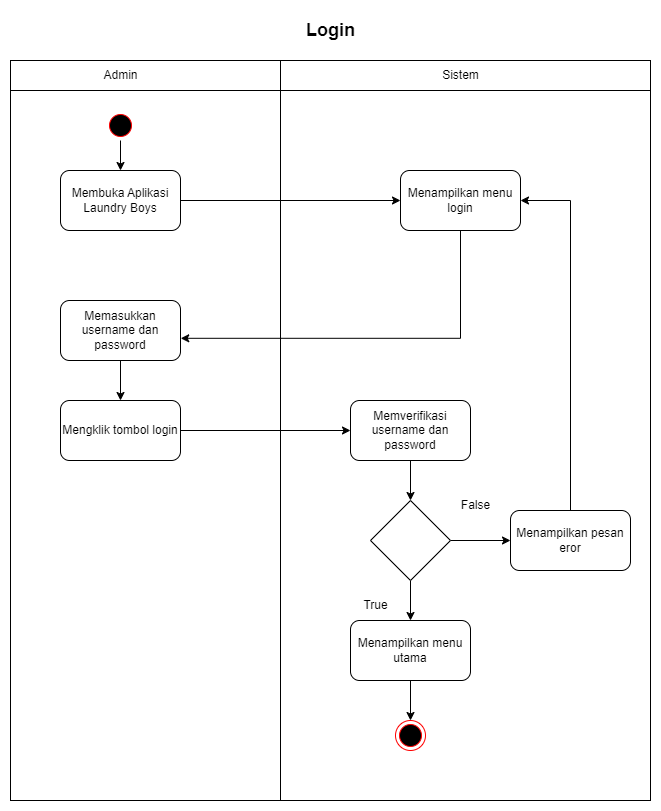 Login
Admin
Sistem
Membuka Aplikasi
Laundry Boys
Menampilkan menu
login
Memasukkan
username dan
password
Mengklik tombol login
Memverifikasi
username dan
password
False
Menampilkan pesan
eror
True
Menampilkan menu
utama